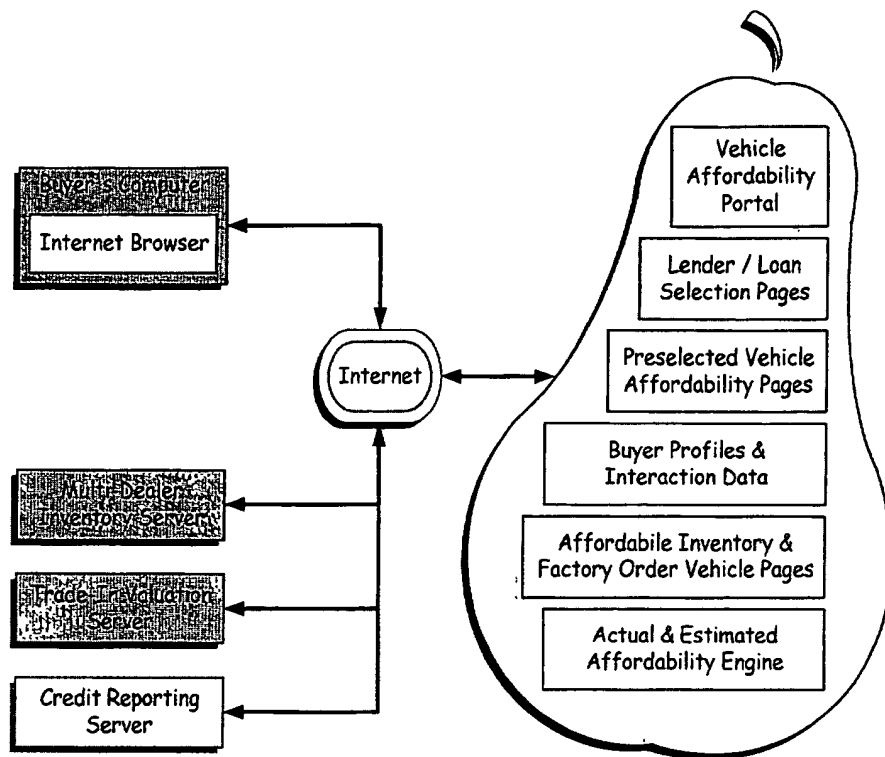 Buyer's Computer
Internet Browser
Internet
Multi-Dealer
Inventory Server
Trade-In Valuation
Server
Credit Reporting
Server
Vehicle
Affordability
Portal
Lender / Loan
Selection Pages
Preselected Vehicle
Affordability Pages
Buyer Profiles &
Interaction Data
Affordabile Inventory &
Factory Order Vehicle Pages
Actual & Estimated
Affordability Engine